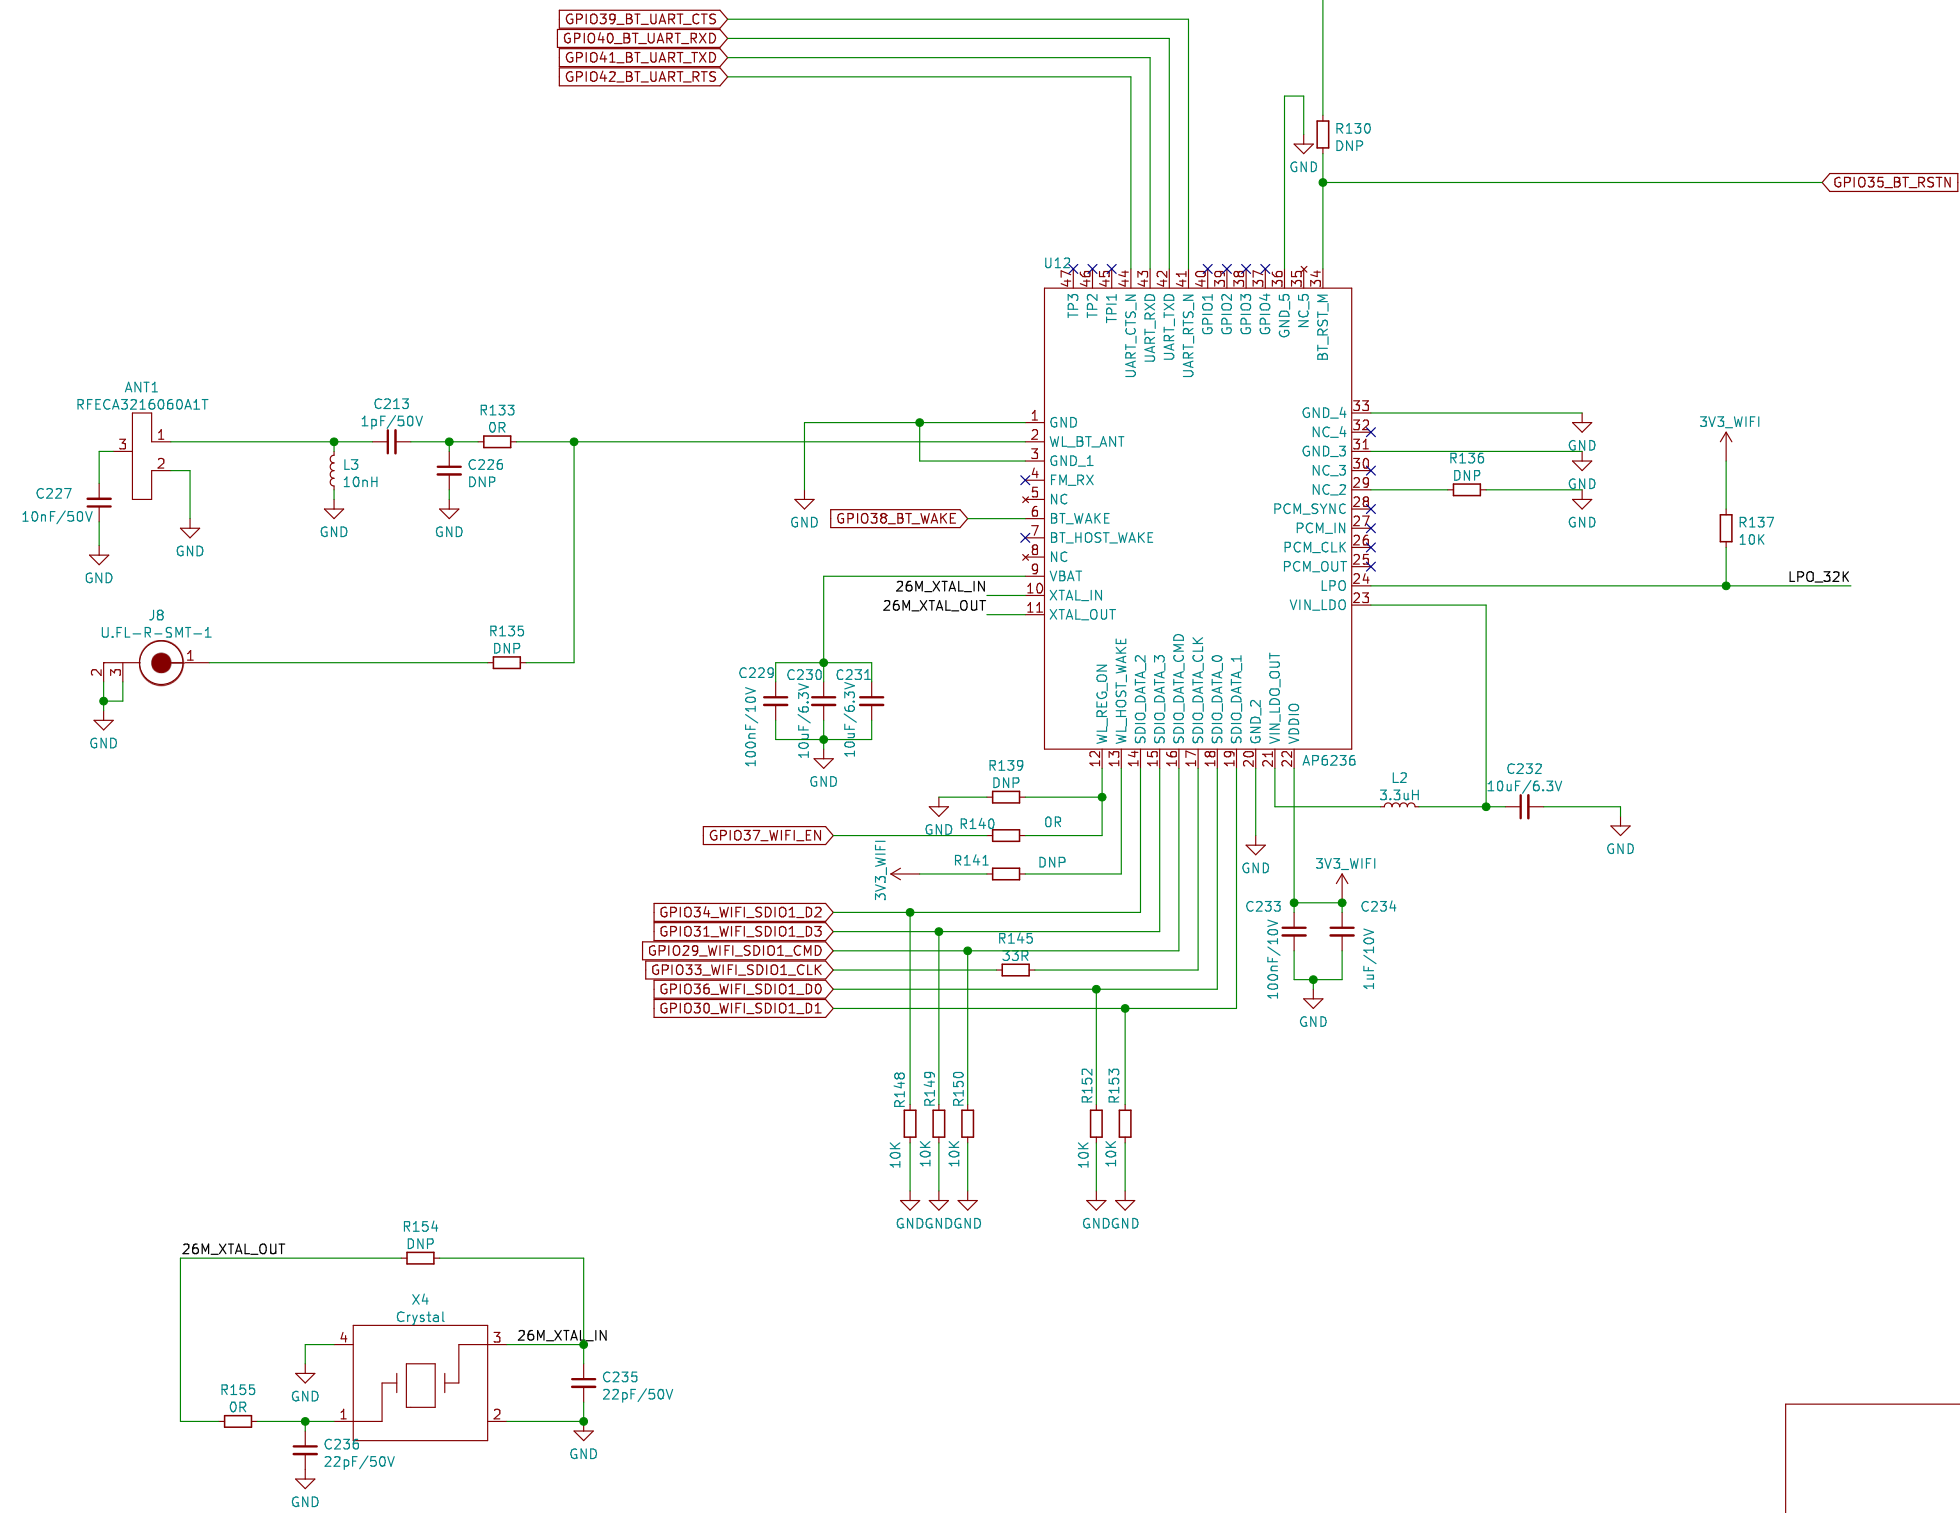 GPIO39_BT_UART_CTS
GPIO40_BT_UART_RXD
GPIO41_BT_UART_TXD
GPIO42_BT_UART_RTS
R130
DNP
GND
GPIO35_BT_RSTN
U12
47 46 45 44 43 42 41 40 39 38 37 36 35 34
TP3
TP2
TPI1
UART_CTS_N
UART_RXD
UART_TXD
UART_RTS_N
GPIO1
GPIO2
GPIO3
GPIO4
GND_5
NC_5
BT_RST_M
ANT1
RFECA3216060A1T
1
3
2
C227
10nF/50V
GND
GND
L3
10nH
GND
C213
1pF/50V
C226
DNP
GND
R133
0R
J8
U.FL-R-SMT-1
1
2
3
GND
R135
DNP
GND
GPIO38_BT_WAKE
26M_XTAL_IN
26M_XTAL_OUT
1 GND
2 WL_BT_ANT
3 GND_1
4 FM_RX
5 NC
6 BT_WAKE
7 BT_HOST_WAKE
8 NC
9 VBAT
10 XTAL_IN
11 XTAL_OUT
GND_4 33
NC_4 32
GND_3 31
NC_3 30
NC_2 29
PCM_SYNC 28
PCM_IN 27
PCM_CLK 26
PCM_OUT 25
LPO 24
VIN_LDO 23
GND
GND
GND
R136
DNP
3V3_WIFI
R137
10K
LPO_32K
C229
100nF/10V
C230
10uF/6.3V
C231
10uF/6.3V
GND
WL_REG_ON
WL_HOST_WAKE
SDIO_DATA_2
SDIO_DATA_3
SDIO_DATA_CMD
SDIO_DATA_CLK
SDIO_DATA_0
SDIO_DATA_1
GND_2
VIN_LDO_OUT
VDDIO
12 13 14 15 16 17 18 19 20 21 22
AP6236
R139
DNP
GND
R140
0R
GPIO37_WIFI_EN
3V3_WIFI
R141
DNP
L2
3.3uH
C232
10uF/6.3V
GND
GND
3V3_WIFI
C233
100nF/10V
C234
1uF/10V
GND
GPIO34_WIFI_SDIO1_D2
GPIO31_WIFI_SDIO1_D3
GPIO29_WIFI_SDIO1_CMD
GPIO33_WIFI_SDIO1_CLK
GPIO36_WIFI_SDIO1_D0
GPIO30_WIFI_SDIO1_D1
R145
33R
R148
10K
R149
10K
R150
10K
R152
10K
R153
10K
GND
GND
GND
GND
GND
26M_XTAL_OUT
R154
DNP
X4
Crystal
4
3
1
2
26M_XTAL_IN
GND
C235
22pF/50V
GND
R155
0R
C236
22pF/50V
GND